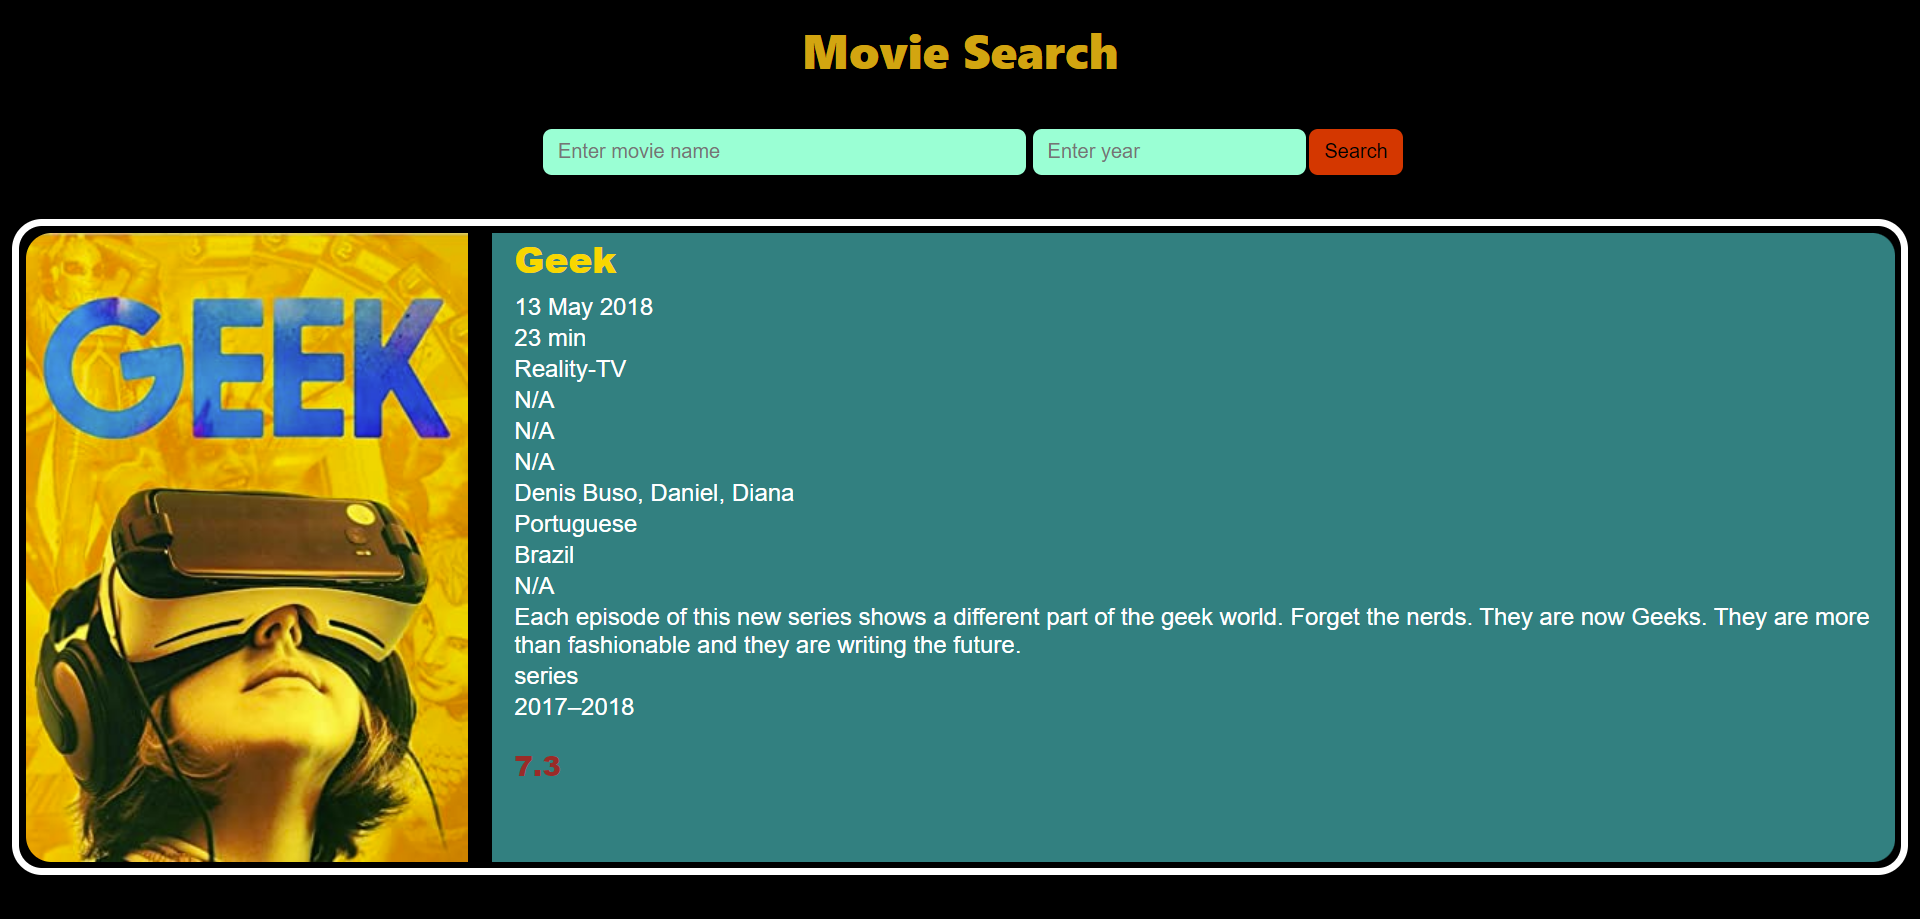 Movie Search
Enter movie name Enter year Search
GEEK
Geek
13 May 2018
23 min
Reality-TV
N/A
N/A
N/A
Denis Buso, Daniel, Diana
Portuguese
Brazil
N/A
Each episode of this new series shows a different part of the geek world. Forget the nerds. They are now Geeks. They are more
than fashionable and they are writing the future.
series
2017–2018
7.3